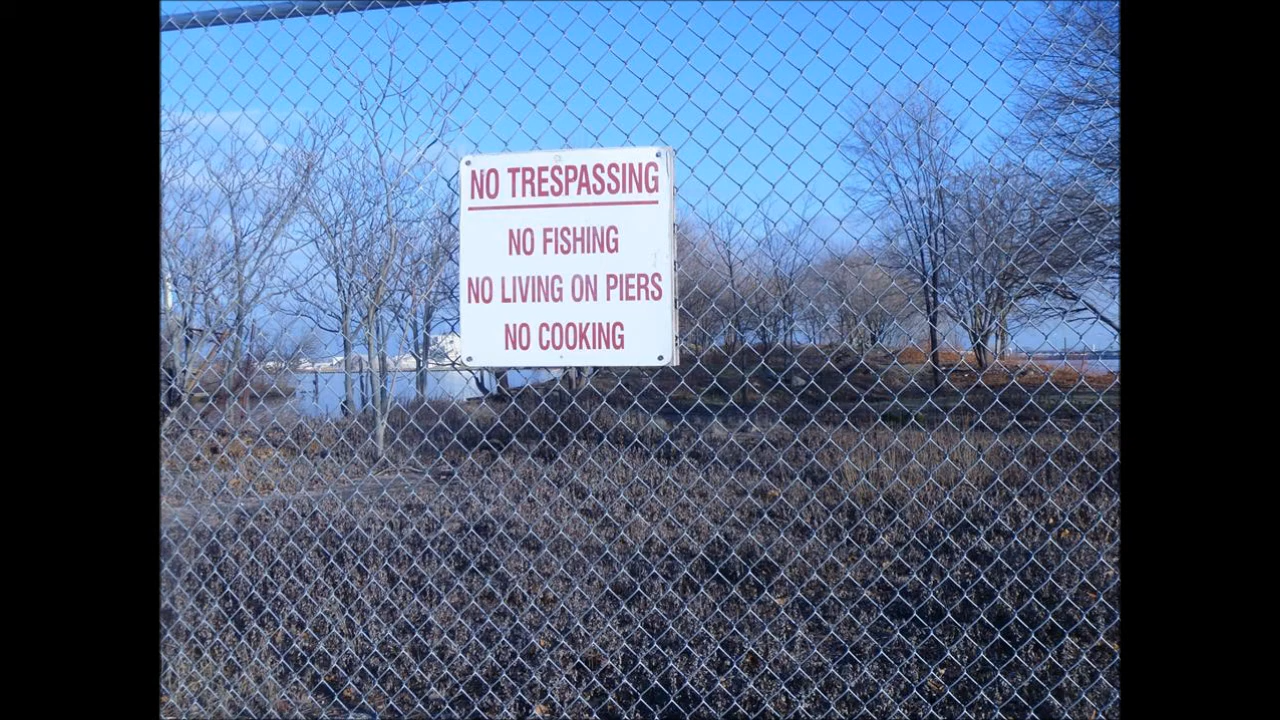 NO TRESPASSING
NO FISHING
NO LIVING ON PIERS
NO COOKING